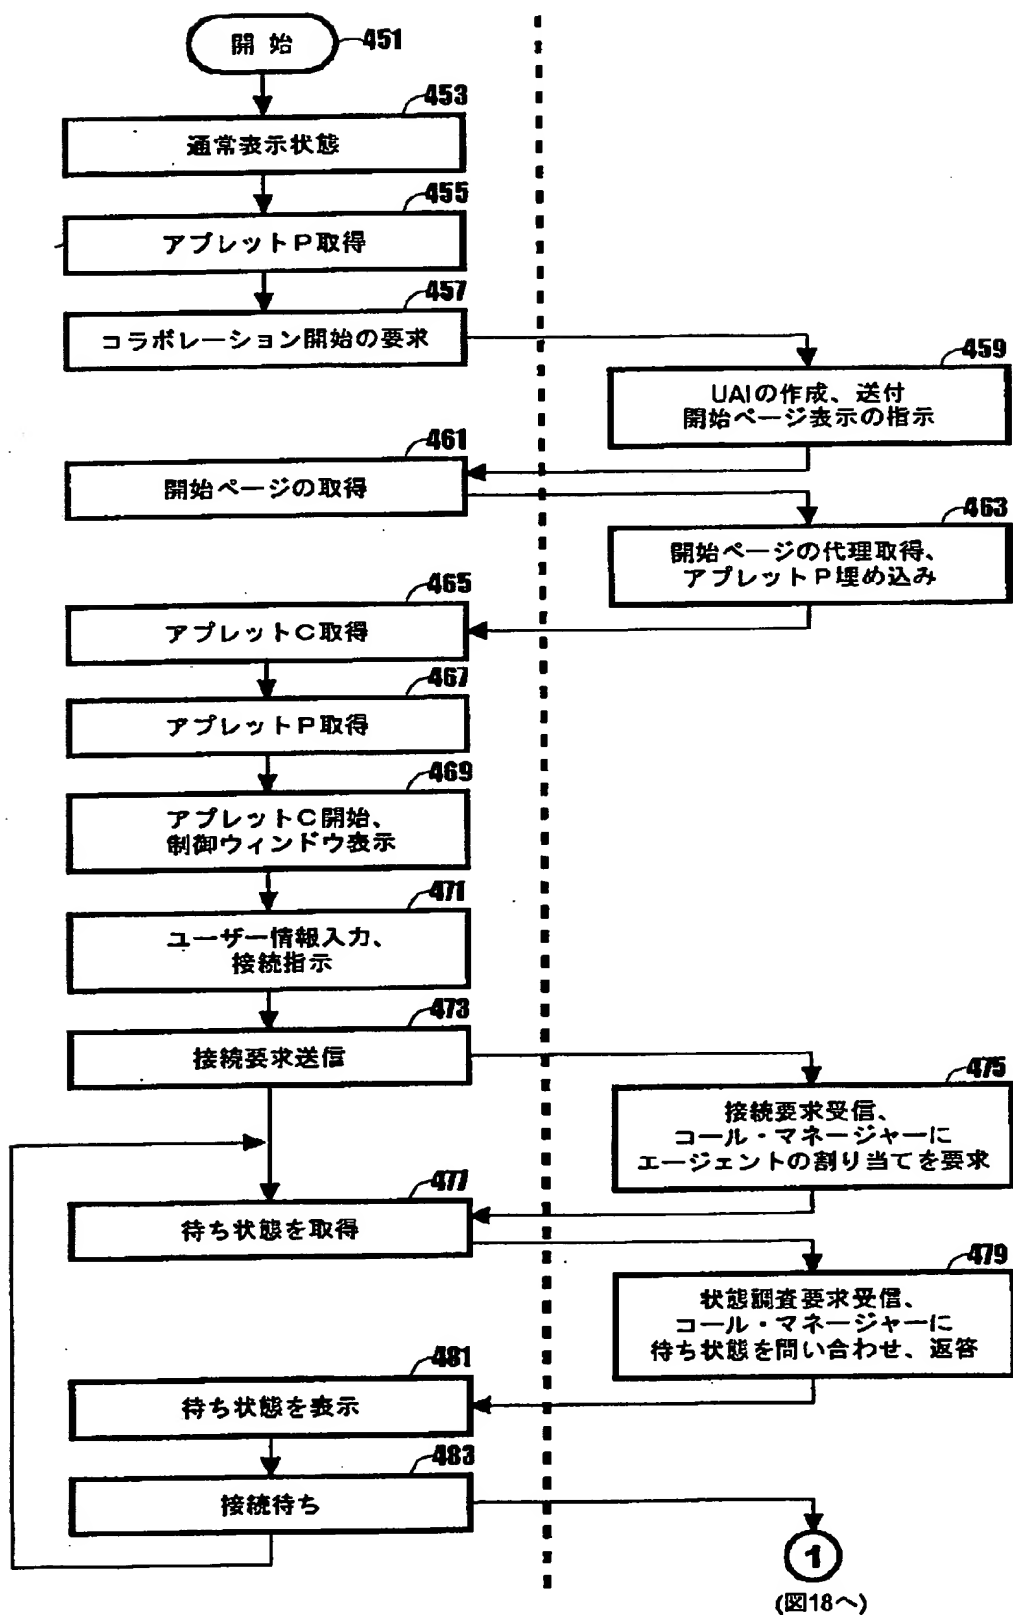 開始
451
453
通常表示状態
455
アプレットP取得
457
コラボレーション開始の要求
459
UAIの作成、送付
開始ページ表示の指示
461
開始ページの取得
463
開始ページの代理取得、
アプレットP埋め込み
465
アプレットC取得
467
アプレットP取得
469
アプレットC開始、
制御ウィンドウ表示
471
ユーザー情報入力、
接続指示
473
接続要求送信
475
接続要求受信、
コール・マネージャーに
エージェントの割り当てを要求
477
待ち状態を取得
479
状態調査要求受信、
コール・マネージャーに
待ち状態を問い合わせ、返答
481
待ち状態を表示
483
接続待ち
1
(図18へ)